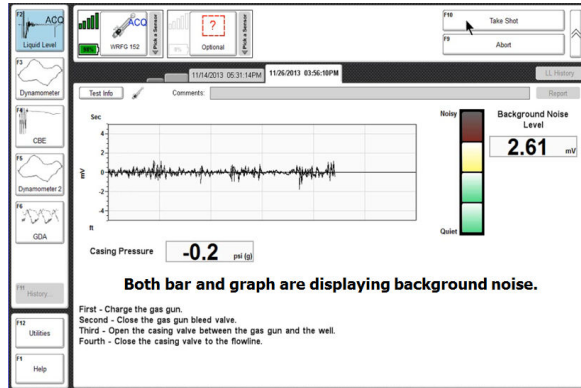 F2
ACQ
Liquid Level
F3
Dynamometer
F4
CBE
F5
Dynamometer 2
F6
GDA
F11
History...
F12
Utilities
F1
Help
ACQ
WRFG 152
Pick a Sensor
?
Optional
Pick a Sensor
F10
Take Shot
F9
Abort
11/14/2013 05:31:14PM
11/26/2013 03:56:10PM
LL History
Test Info
Comments:
Report
Sec
mV
4
2
0
-2
-4
ft
Noisy
Quiet
Background Noise
Level
2.61 mV
Casing Pressure -0.2 psi (g)
Both bar and graph are displaying background noise.
First - Charge the gas gun.
Second - Close the gas gun bleed valve.
Third - Open the casing valve between the gas gun and the well.
Fourth - Close the casing valve to the flowline.